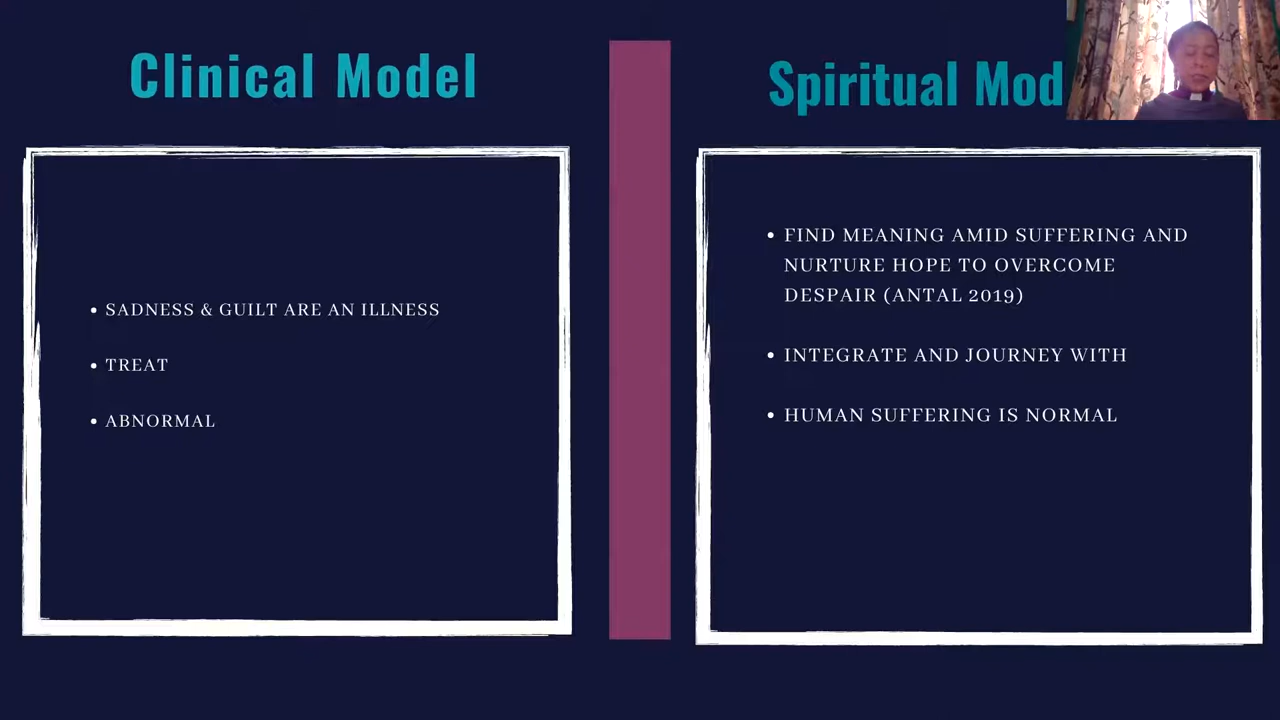 Clinical Model
SADNESS & GUILT ARE AN ILLNESS
TREAT
ABNORMAL
Spiritual Mod
FIND MEANING AMID SUFFERING AND
NURTURE HOPE TO OVERCOME
DESPAIR (ANTAL 2019)
INTEGRATE AND JOURNEY WITH
HUMAN SUFFERING IS NORMAL